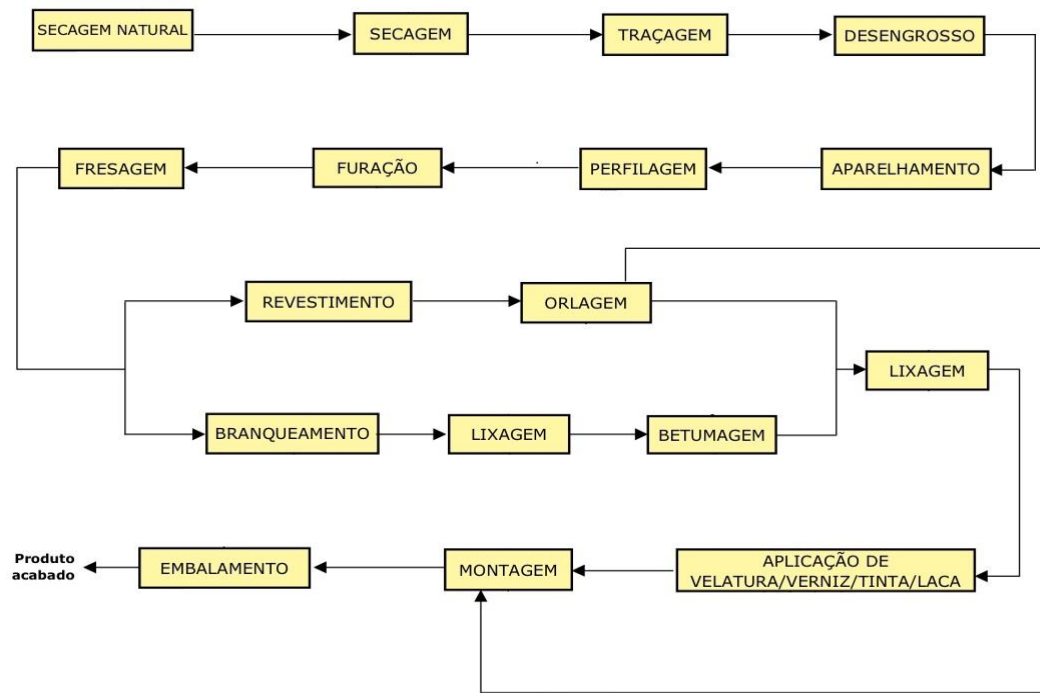 SECAGEM NATURAL
SECAGEM
TRAÇAGEM
DESENGROSSO
FRESAGEM
FURAÇÃO
PERFILAGEM
APARELHAMENTO
REVESTIMENTO
ORLAGEM
LIXAGEM
BRANQUEAMENTO
LIXAGEM
BETUMAGEM
Produto
acabado
EMBALAMENTO
MONTAGEM
APLICAÇÃO DE
VELATURA/VERNIZ/TINTA/LACA